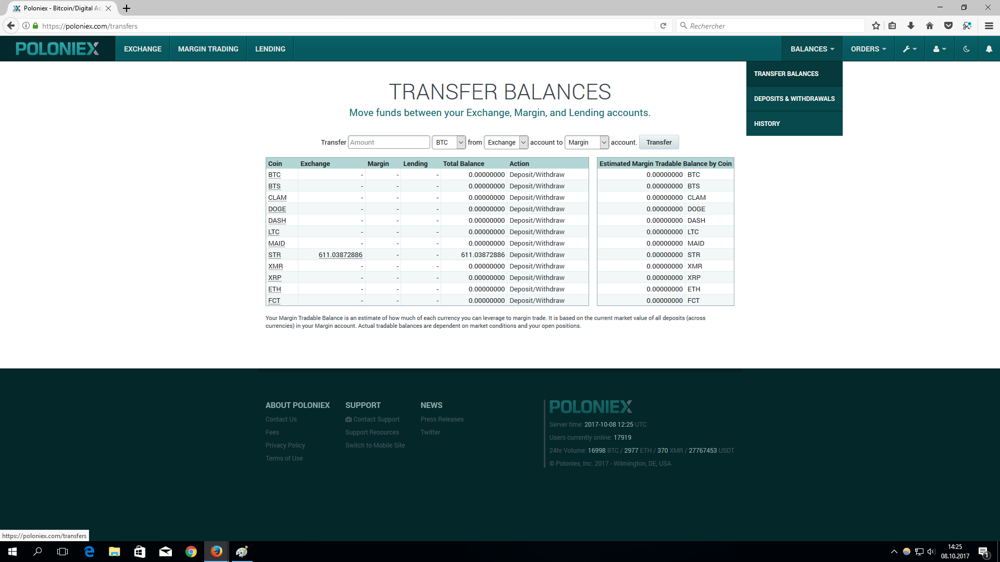 Poloniex - Bitcoin/Digital As
https://poloniex.com/transfers
Rechercher
POLONIEX
EXCHANGE
MARGIN TRADING
LENDING
BALANCES
ORDERS
TRANSFER BALANCES
DEPOSITS & WITHDRAWALS
HISTORY
TRANSFER BALANCES
Move funds between your Exchange, Margin, and Lending accounts.
Transfer Amount BTC from Exchange account to Margin account. Transfer
Coin Exchange Margin Lending Total Balance Action
BTC - - - 0.00000000 Deposit/Withdraw
BTS - - - 0.00000000 Deposit/Withdraw
CLAM - - - 0.00000000 Deposit/Withdraw
DOGE - - - 0.00000000 Deposit/Withdraw
DASH - - - 0.00000000 Deposit/Withdraw
LTC - - - 0.00000000 Deposit/Withdraw
MAID - - - 0.00000000 Deposit/Withdraw
STR 611.03872886 - - 611.03872886 Deposit/Withdraw
XMR - - - 0.00000000 Deposit/Withdraw
XRP - - - 0.00000000 Deposit/Withdraw
ETH - - - 0.00000000 Deposit/Withdraw
FCT - - - 0.00000000 Deposit/Withdraw
Estimated Margin Tradable Balance by Coin
0.00000000 BTC
0.00000000 BTS
0.00000000 CLAM
0.00000000 DOGE
0.00000000 DASH
0.00000000 LTC
0.00000000 MAID
0.00000000 STR
0.00000000 XMR
0.00000000 XRP
0.00000000 ETH
0.00000000 FCT
Your Margin Tradable Balance is an estimate of how much of each currency you can leverage to margin trade. It is based on the current market value of all deposits (across
currencies) in your Margin account. Actual tradable balances are dependent on market conditions and your open positions.
ABOUT POLONIEX
Contact Us
Fees
Privacy Policy
Terms of Use
SUPPORT
Contact Support
Support Resources
Switch to Mobile Site
NEWS
Press Releases
Twitter
POLONIEX
Server time: 2017-10-08 12:25 UTC
Users currently online: 17919
24hr Volume: 16998 BTC / 2977 ETH / 370 XMR / 27767453 USDT
© Poloniex, Inc. 2017 - Wilmington, DE, USA
https://poloniex.com/transfers
14:25
08.10.2017
1